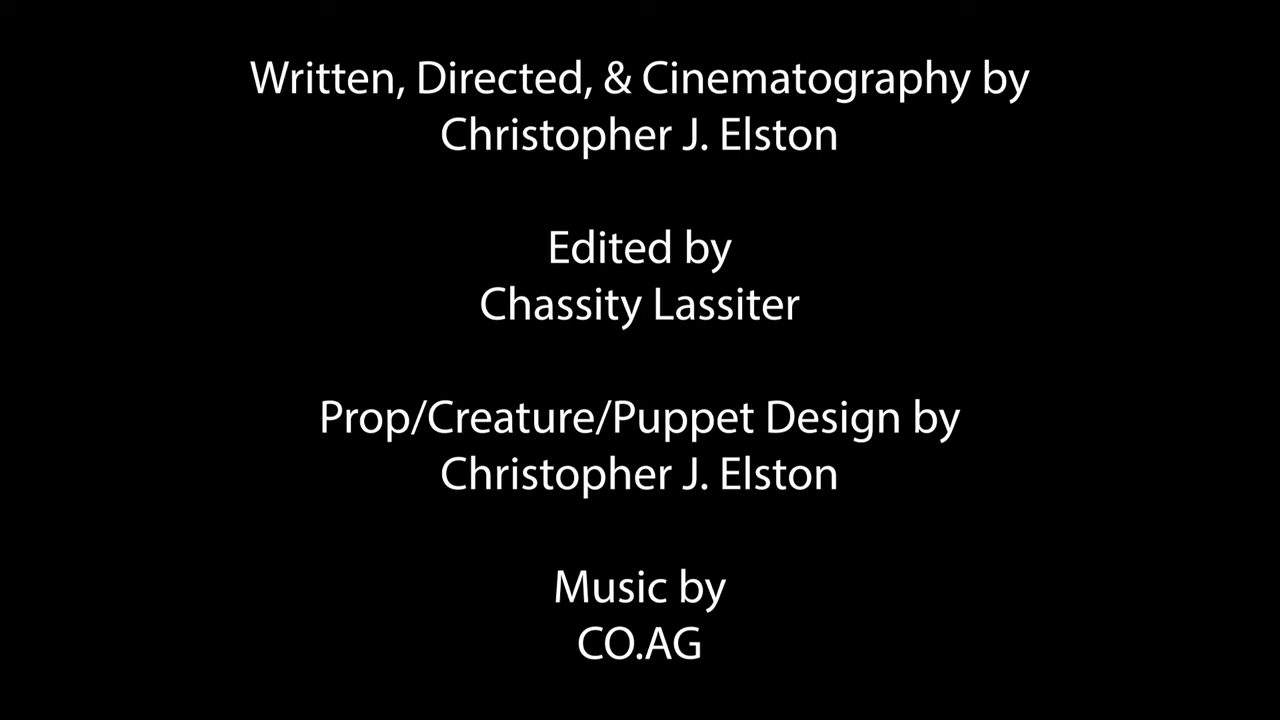 Written, Directed, & Cinematography by
Christopher J. Elston
Edited by
Chassity Lassiter
Prop/Creature/Puppet Design by
Christopher J. Elston
Music by
CO.AG